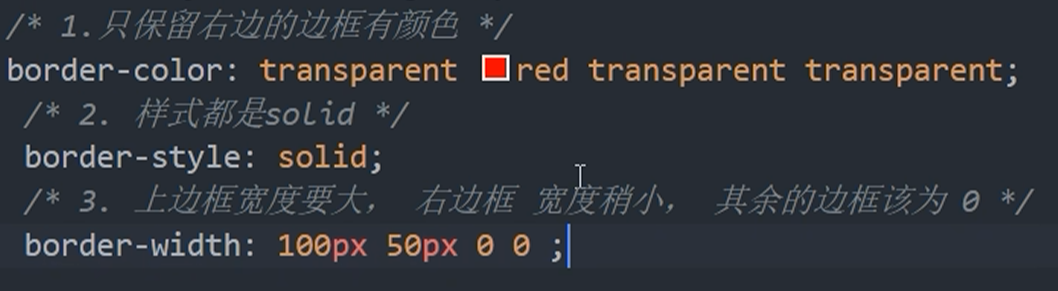 /* 1.只保留右边的边框有颜色 */
border-color: transparent red transparent transparent;
/* 2. 样式都是solid */
border-style: solid;
/* 3. 上边框宽度要大， 右边框 宽度稍小， 其余的边框该为 0 */
border-width: 100px 50px 0 0 ;